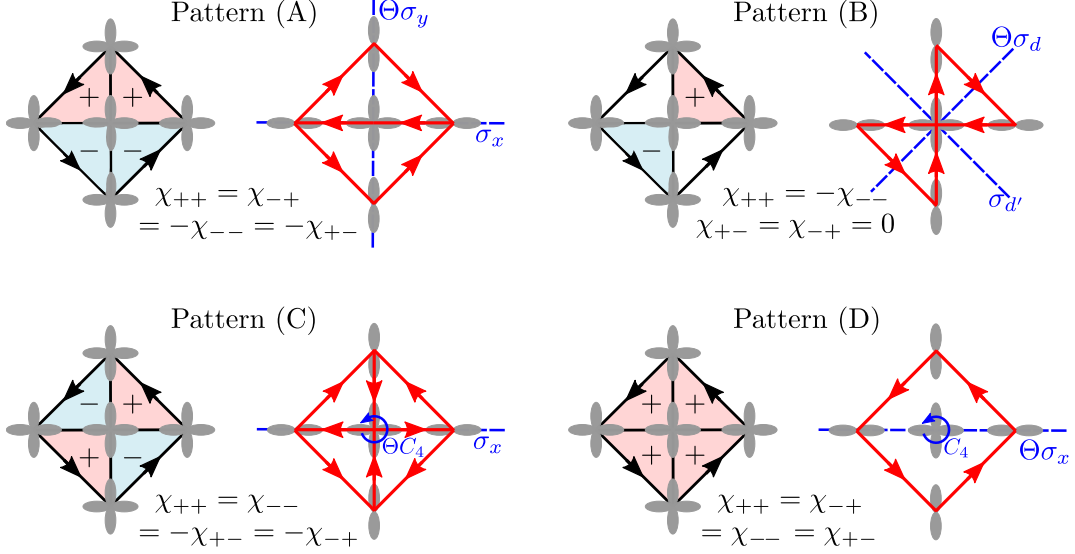 Pattern (A)
Θσ_y
+ +
− −
σ_x
χ_{++} = χ_{−+}
= −χ_{−−} = −χ_{+−}
Pattern (B)
Θσ_d
+
−
σ_{d'}
χ_{++} = −χ_{−−}
χ_{+−} = χ_{−+} = 0
Pattern (C)
− +
+ −
σ_x
ΘC_4
χ_{++} = χ_{−−}
= −χ_{+−} = −χ_{−+}
Pattern (D)
+ +
+ +
C_4
Θσ_x
χ_{++} = χ_{−+}
= χ_{−−} = χ_{+−}